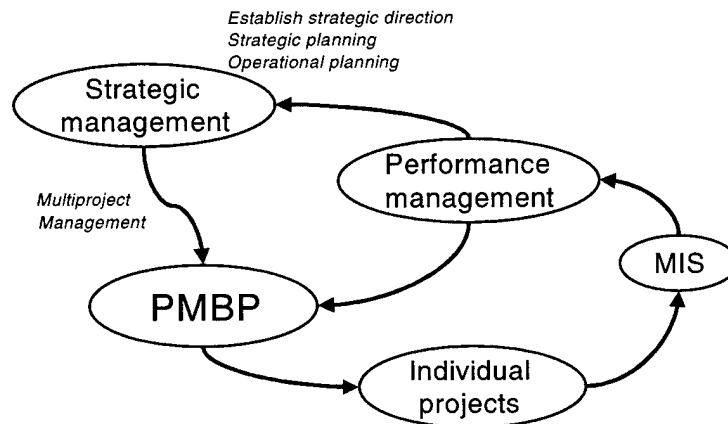 Establish strategic direction
Strategic planning
Operational planning
Strategic
management
Performance
management
Multiproject
Management
MIS
PMBP
Individual
projects